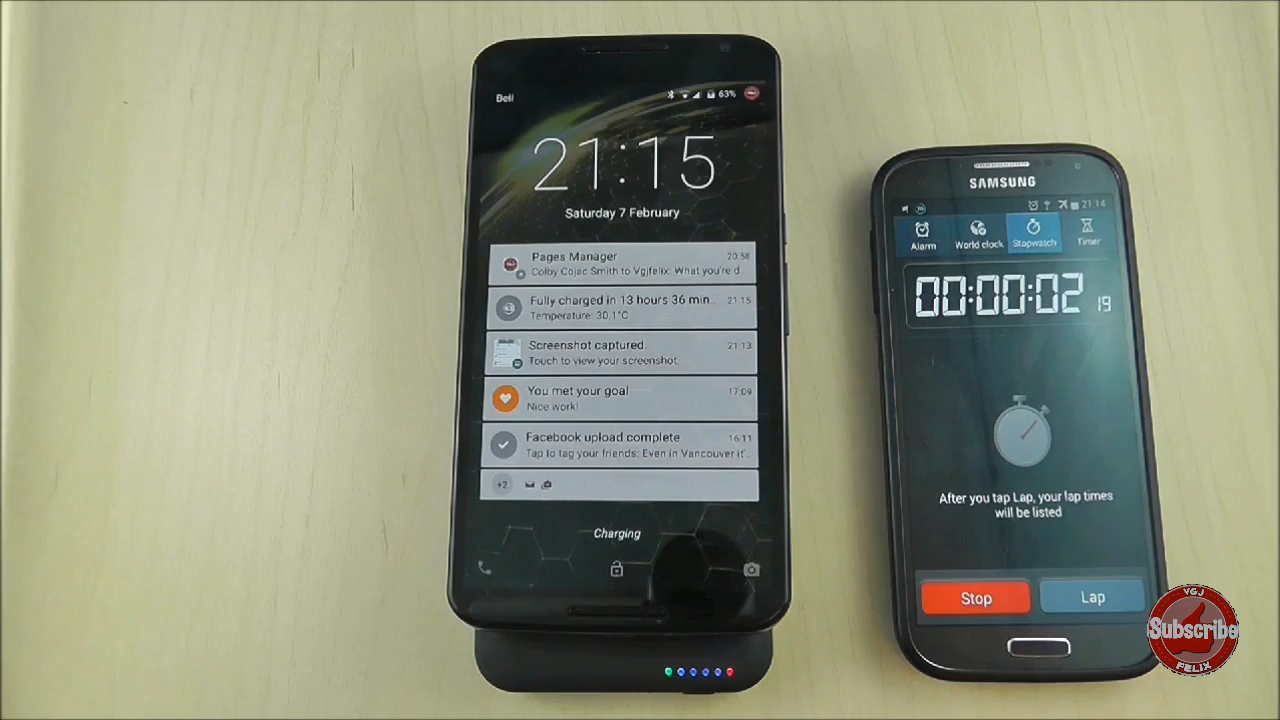 Bell
63%
21:15
Saturday 7 February
Pages Manager 20:58
Colby Cojac Smith to Vgjfelix: What you're d
Fully charged in 13 hours 36 min.. 21:15
Temperature: 30.1°C
Screenshot captured. 21:13
Touch to view your screenshot.
You met your goal 17:09
Nice work!
Facebook upload complete 16:11
Tap to tag your friends: Even in Vancouver it'..
+2
Charging
SAMSUNG
21:14
Alarm World clock Stopwatch Timer
00:00:02 19
After you tap Lap, your lap times
will be listed
Stop Lap
VGJ
Subscribe
FELIX